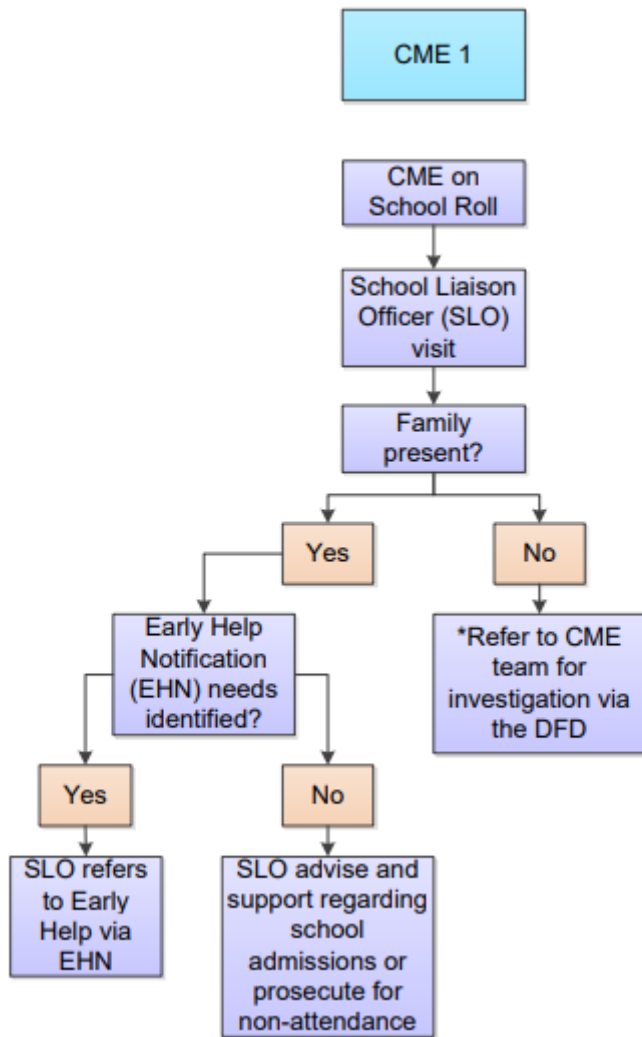 CME 1
CME on
School Roll
School Liaison
Officer (SLO)
visit
Family
present?
Yes
No
Early Help
Notification
(EHN) needs
identified?
*Refer to CME
team for
investigation via
the DFD
Yes
No
SLO refers
to Early
Help via
EHN
SLO advise and
support regarding
school
admissions or
prosecute for
non-attendance